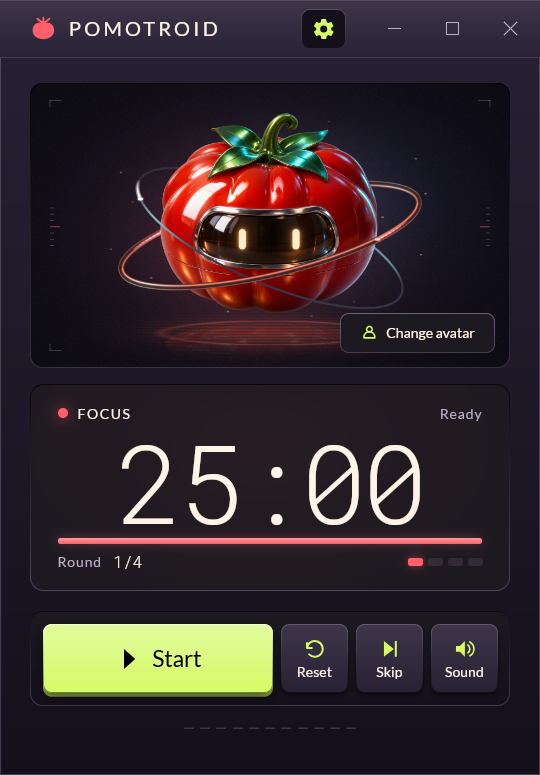 POMOTROID
Change avatar
FOCUS
Ready
25:00
Round 1/4
Start
Reset
Skip
Sound